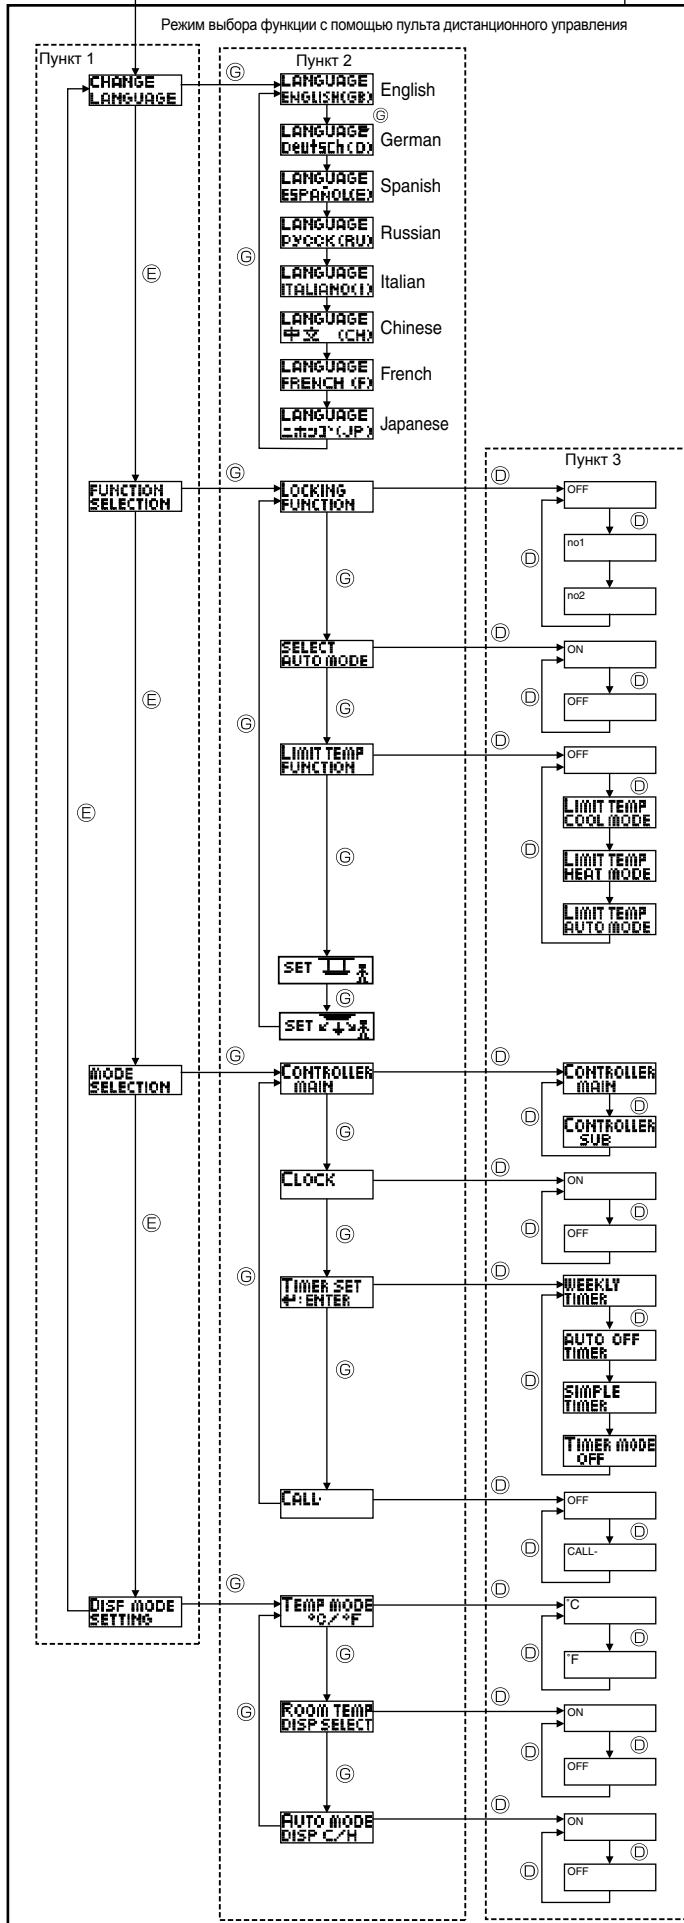 Режим выбора функции с помощью пульта дистанционного управления
Пункт 1
Пункт 2
CHANGE
LANGUAGE
Ⓖ
LANGUAGE
ENGLISH(GB)
English
Ⓖ
LANGUAGE
Deutsch(D)
German
LANGUAGE
ESPAÑOL(E)
Spanish
LANGUAGE
РУССК(RU)
Russian
Ⓖ
Ⓔ
LANGUAGE
ITALIANO(I)
Italian
LANGUAGE
中文 (CH)
Chinese
LANGUAGE
FRENCH (F)
French
LANGUAGE
ニホンゴ(JP)
Japanese
Пункт 3
FUNCTION
SELECTION
Ⓖ
LOCKING
FUNCTION
Ⓓ
OFF
Ⓓ
no1
Ⓓ
no2
Ⓖ
SELECT
AUTO MODE
Ⓓ
ON
Ⓓ
OFF
Ⓓ
Ⓔ
Ⓖ
Ⓖ
LIMIT TEMP
FUNCTION
Ⓓ
OFF
Ⓓ
LIMIT TEMP
COOL MODE
Ⓔ
LIMIT TEMP
HEAT MODE
Ⓓ
Ⓖ
LIMIT TEMP
AUTO MODE
SET
Ⓖ
SET
MODE
SELECTION
Ⓖ
CONTROLLER
MAIN
Ⓓ
CONTROLLER
MAIN
Ⓓ
CONTROLLER
SUB
Ⓓ
Ⓖ
CLOCK
Ⓓ
ON
Ⓓ
OFF
Ⓓ
Ⓔ
Ⓖ
Ⓖ
TIMER SET
↵:ENTER
Ⓓ
WEEKLY
TIMER
Ⓓ
AUTO OFF
TIMER
Ⓓ
SIMPLE
TIMER
TIMER MODE
OFF
Ⓖ
CALL-
Ⓓ
OFF
Ⓓ
CALL-
Ⓓ
DISP MODE
SETTING
Ⓖ
TEMP MODE
°C/°F
Ⓓ
°C
Ⓓ
°F
Ⓓ
Ⓖ
Ⓖ
ROOM TEMP
DISP SELECT
Ⓓ
ON
Ⓓ
OFF
Ⓓ
Ⓖ
AUTO MODE
DISP C/H
Ⓓ
ON
Ⓓ
OFF
Ⓓ